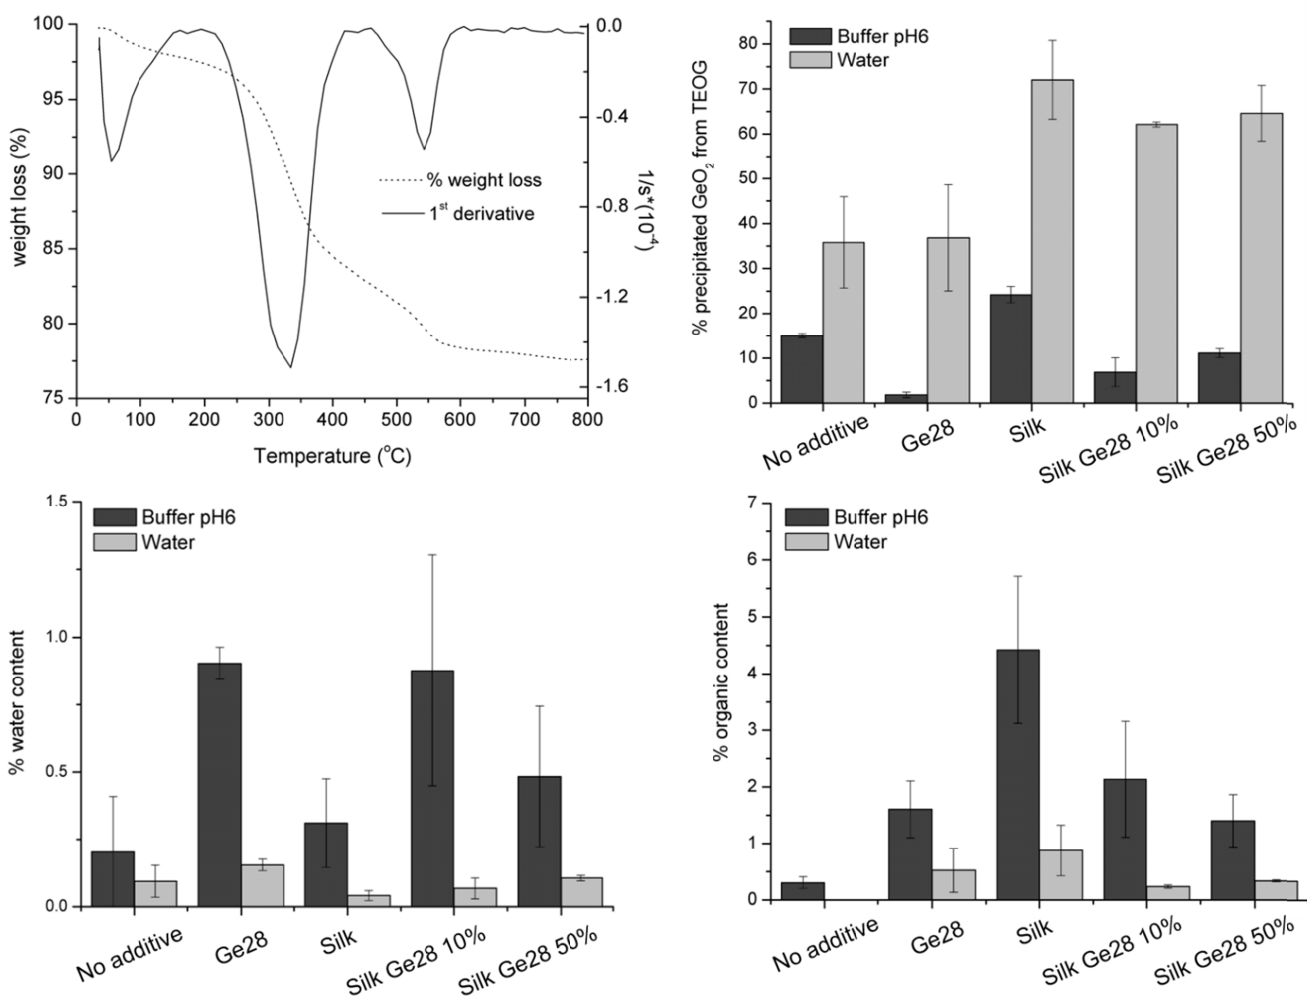 100
95
90
85
80
75
weight loss (%)
0.0
-0.4
-0.8
-1.2
-1.6
1/s*(10⁻⁴)
% weight loss
1ˢᵗ derivative
0 100 200 300 400 500 600 700 800
Temperature (°C)
80
70
60
50
40
30
20
10
0
% precipitated GeO₂ from TEOG
Buffer pH6
Water
No additive
Ge28
Silk
Silk Ge28 10%
Silk Ge28 50%
1.5
1.0
0.5
0.0
% water content
Buffer pH6
Water
No additive
Ge28
Silk
Silk Ge28 10%
Silk Ge28 50%
7
6
5
4
3
2
1
0
% organic content
Buffer pH6
Water
No additive
Ge28
Silk
Silk Ge28 10%
Silk Ge28 50%